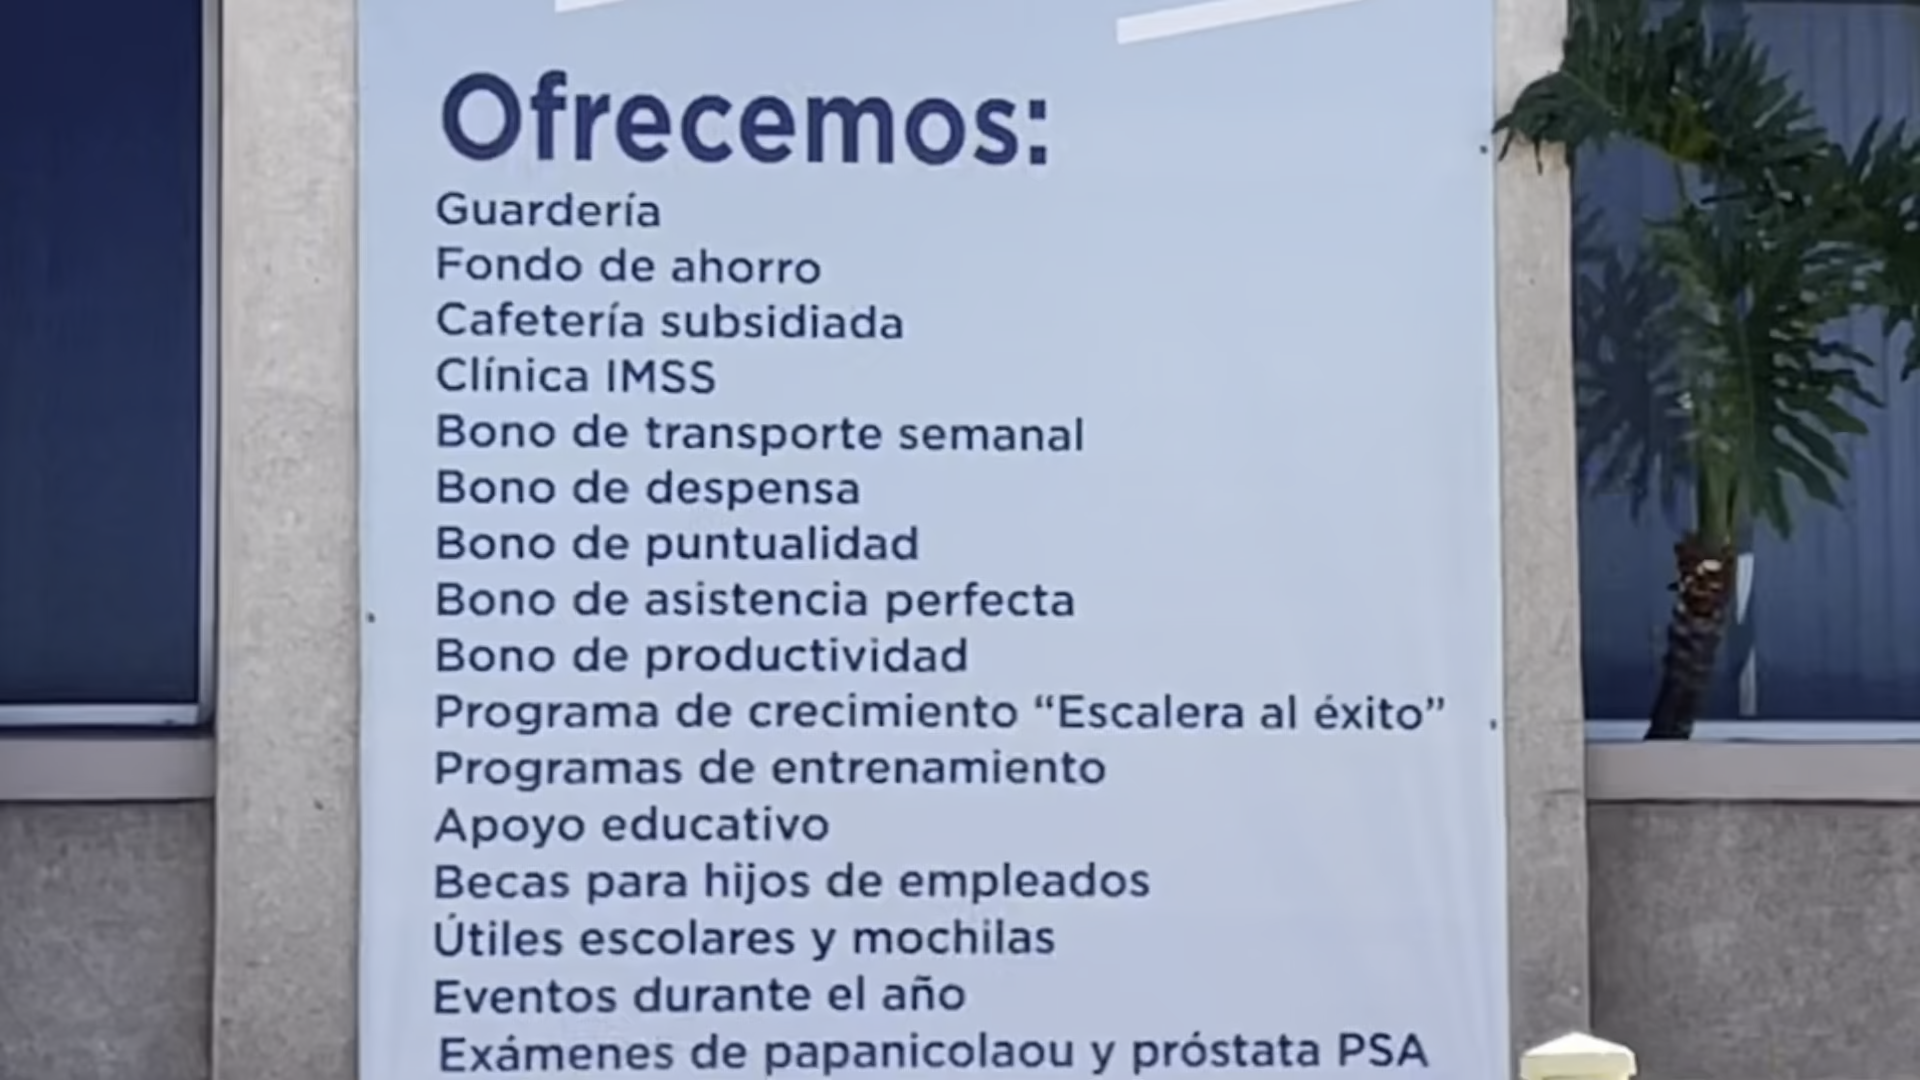 Ofrecemos:
Guardería
Fondo de ahorro
Cafetería subsidiada
Clínica IMSS
Bono de transporte semanal
Bono de despensa
Bono de puntualidad
Bono de asistencia perfecta
Bono de productividad
Programa de crecimiento “Escalera al éxito”
Programas de entrenamiento
Apoyo educativo
Becas para hijos de empleados
Útiles escolares y mochilas
Eventos durante el año
Exámenes de papanicolaou y próstata PSA